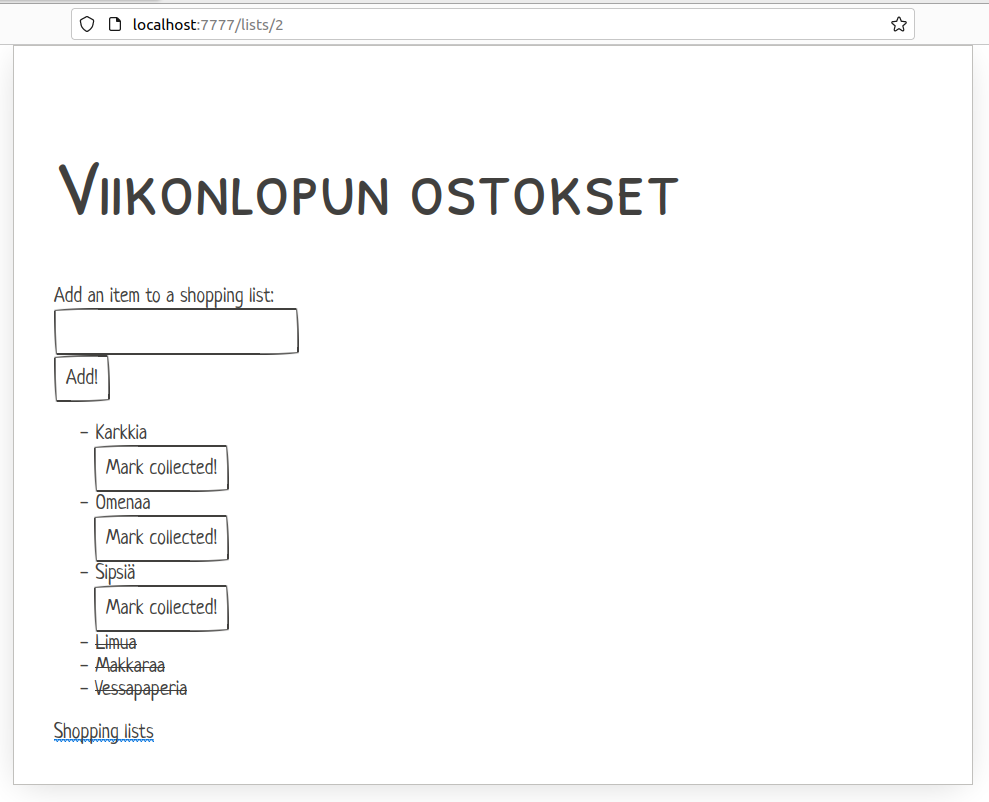 localhost:7777/lists/2
Viikonlopun ostokset
Add an item to a shopping list:
Add!
- Karkkia
Mark collected!
- Omenaa
Mark collected!
- Sipsiä
Mark collected!
- Limua
- Makkaraa
- Vessapaperia
Shopping lists